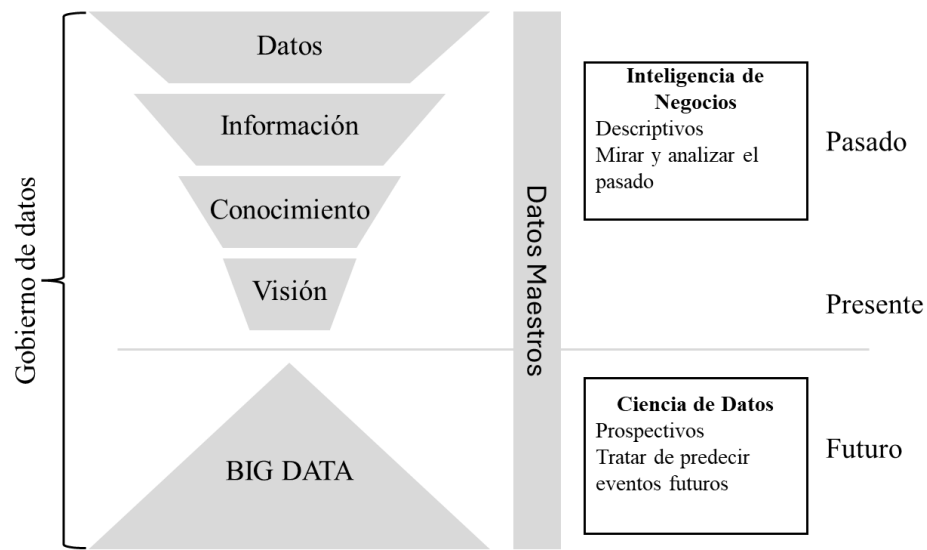 Gobierno de datos
Datos
Información
Conocimiento
Visión
BIG DATA
Datos Maestros
Inteligencia de
Negocios
Descriptivos
Mirar y analizar el
pasado
Pasado
Presente
Ciencia de Datos
Prospectivos
Tratar de predecir
eventos futuros
Futuro